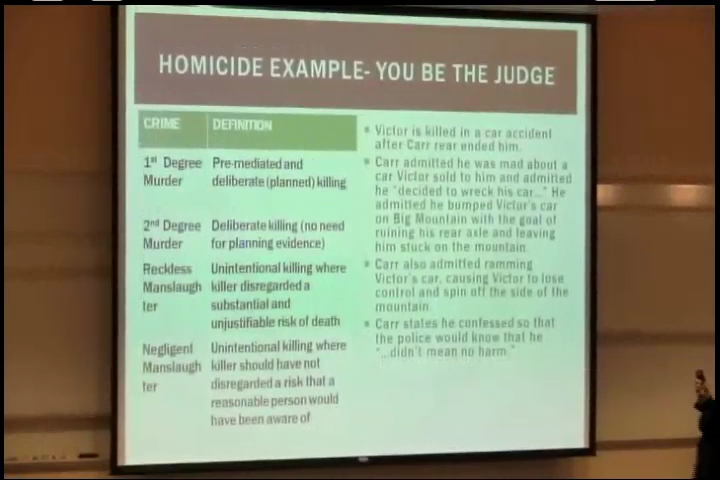 HOMICIDE EXAMPLE- YOU BE THE JUDGE
CRIME
DEFINITION
1st Degree
Murder
Pre-mediated and
deliberate (planned) killing
2nd Degree
Murder
Deliberate killing (no need
for planning evidence)
Reckless
Manslaugh
ter
Unintentional killing where
killer disregarded a
substantial and
unjustifiable risk of death
Negligent
Manslaugh
ter
Unintentional killing where
killer should have not
disregarded a risk that a
reasonable person would
have been aware of
Victor is killed in a car accident
after Carr rear ended him.
Carr admitted he was mad about a
car Victor sold to him and admitted
he "decided to wreck his car..." He
admitted he bumped Victor's car
on Big Mountain with the goal of
ruining his rear axle and leaving
him stuck on the mountain.
Carr also admitted ramming
Victor's car, causing Victor to lose
control and spin off the side of the
mountain.
Carr states he confessed so that
the police would know that he
"...didn't mean no harm."